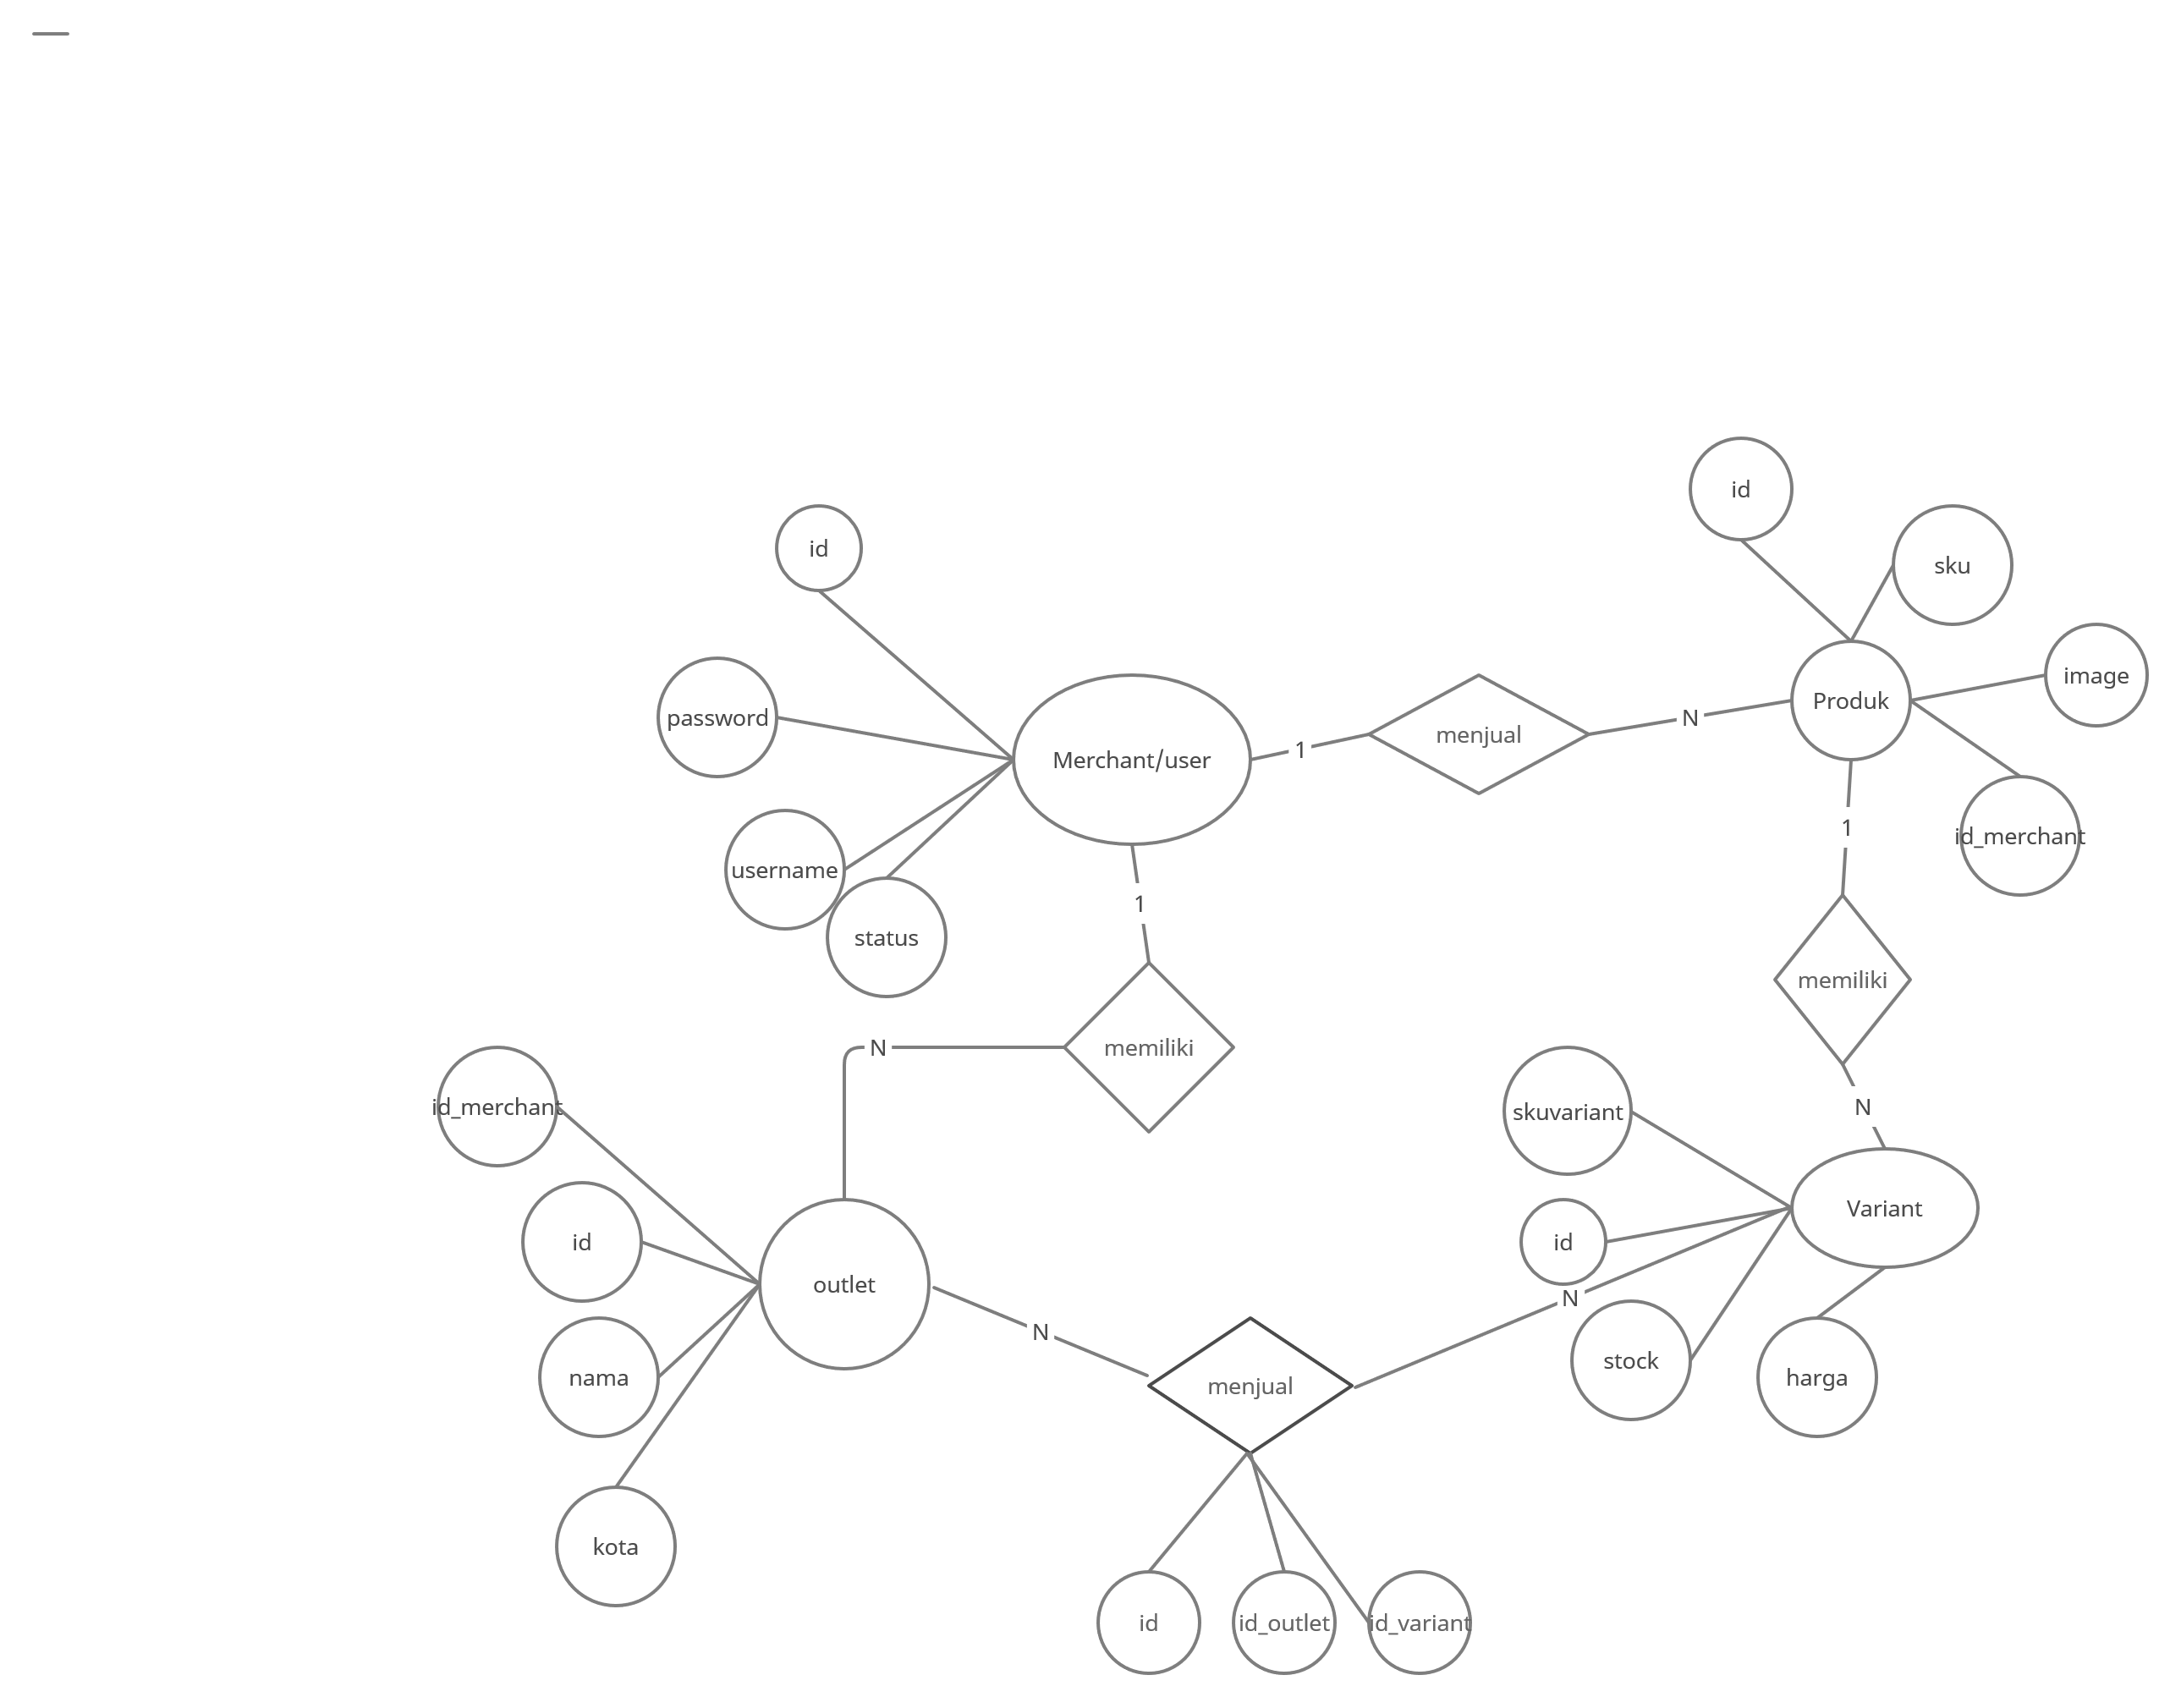 id
id
sku
image
password
Produk
N
menjual
1
Merchant/user
1
id_merchant
username
1
status
memiliki
N
memiliki
id_merchant
N
skuvariant
Variant
id
id
outlet
N
N
stock
nama
menjual
harga
kota
id
id_outlet
id_variant